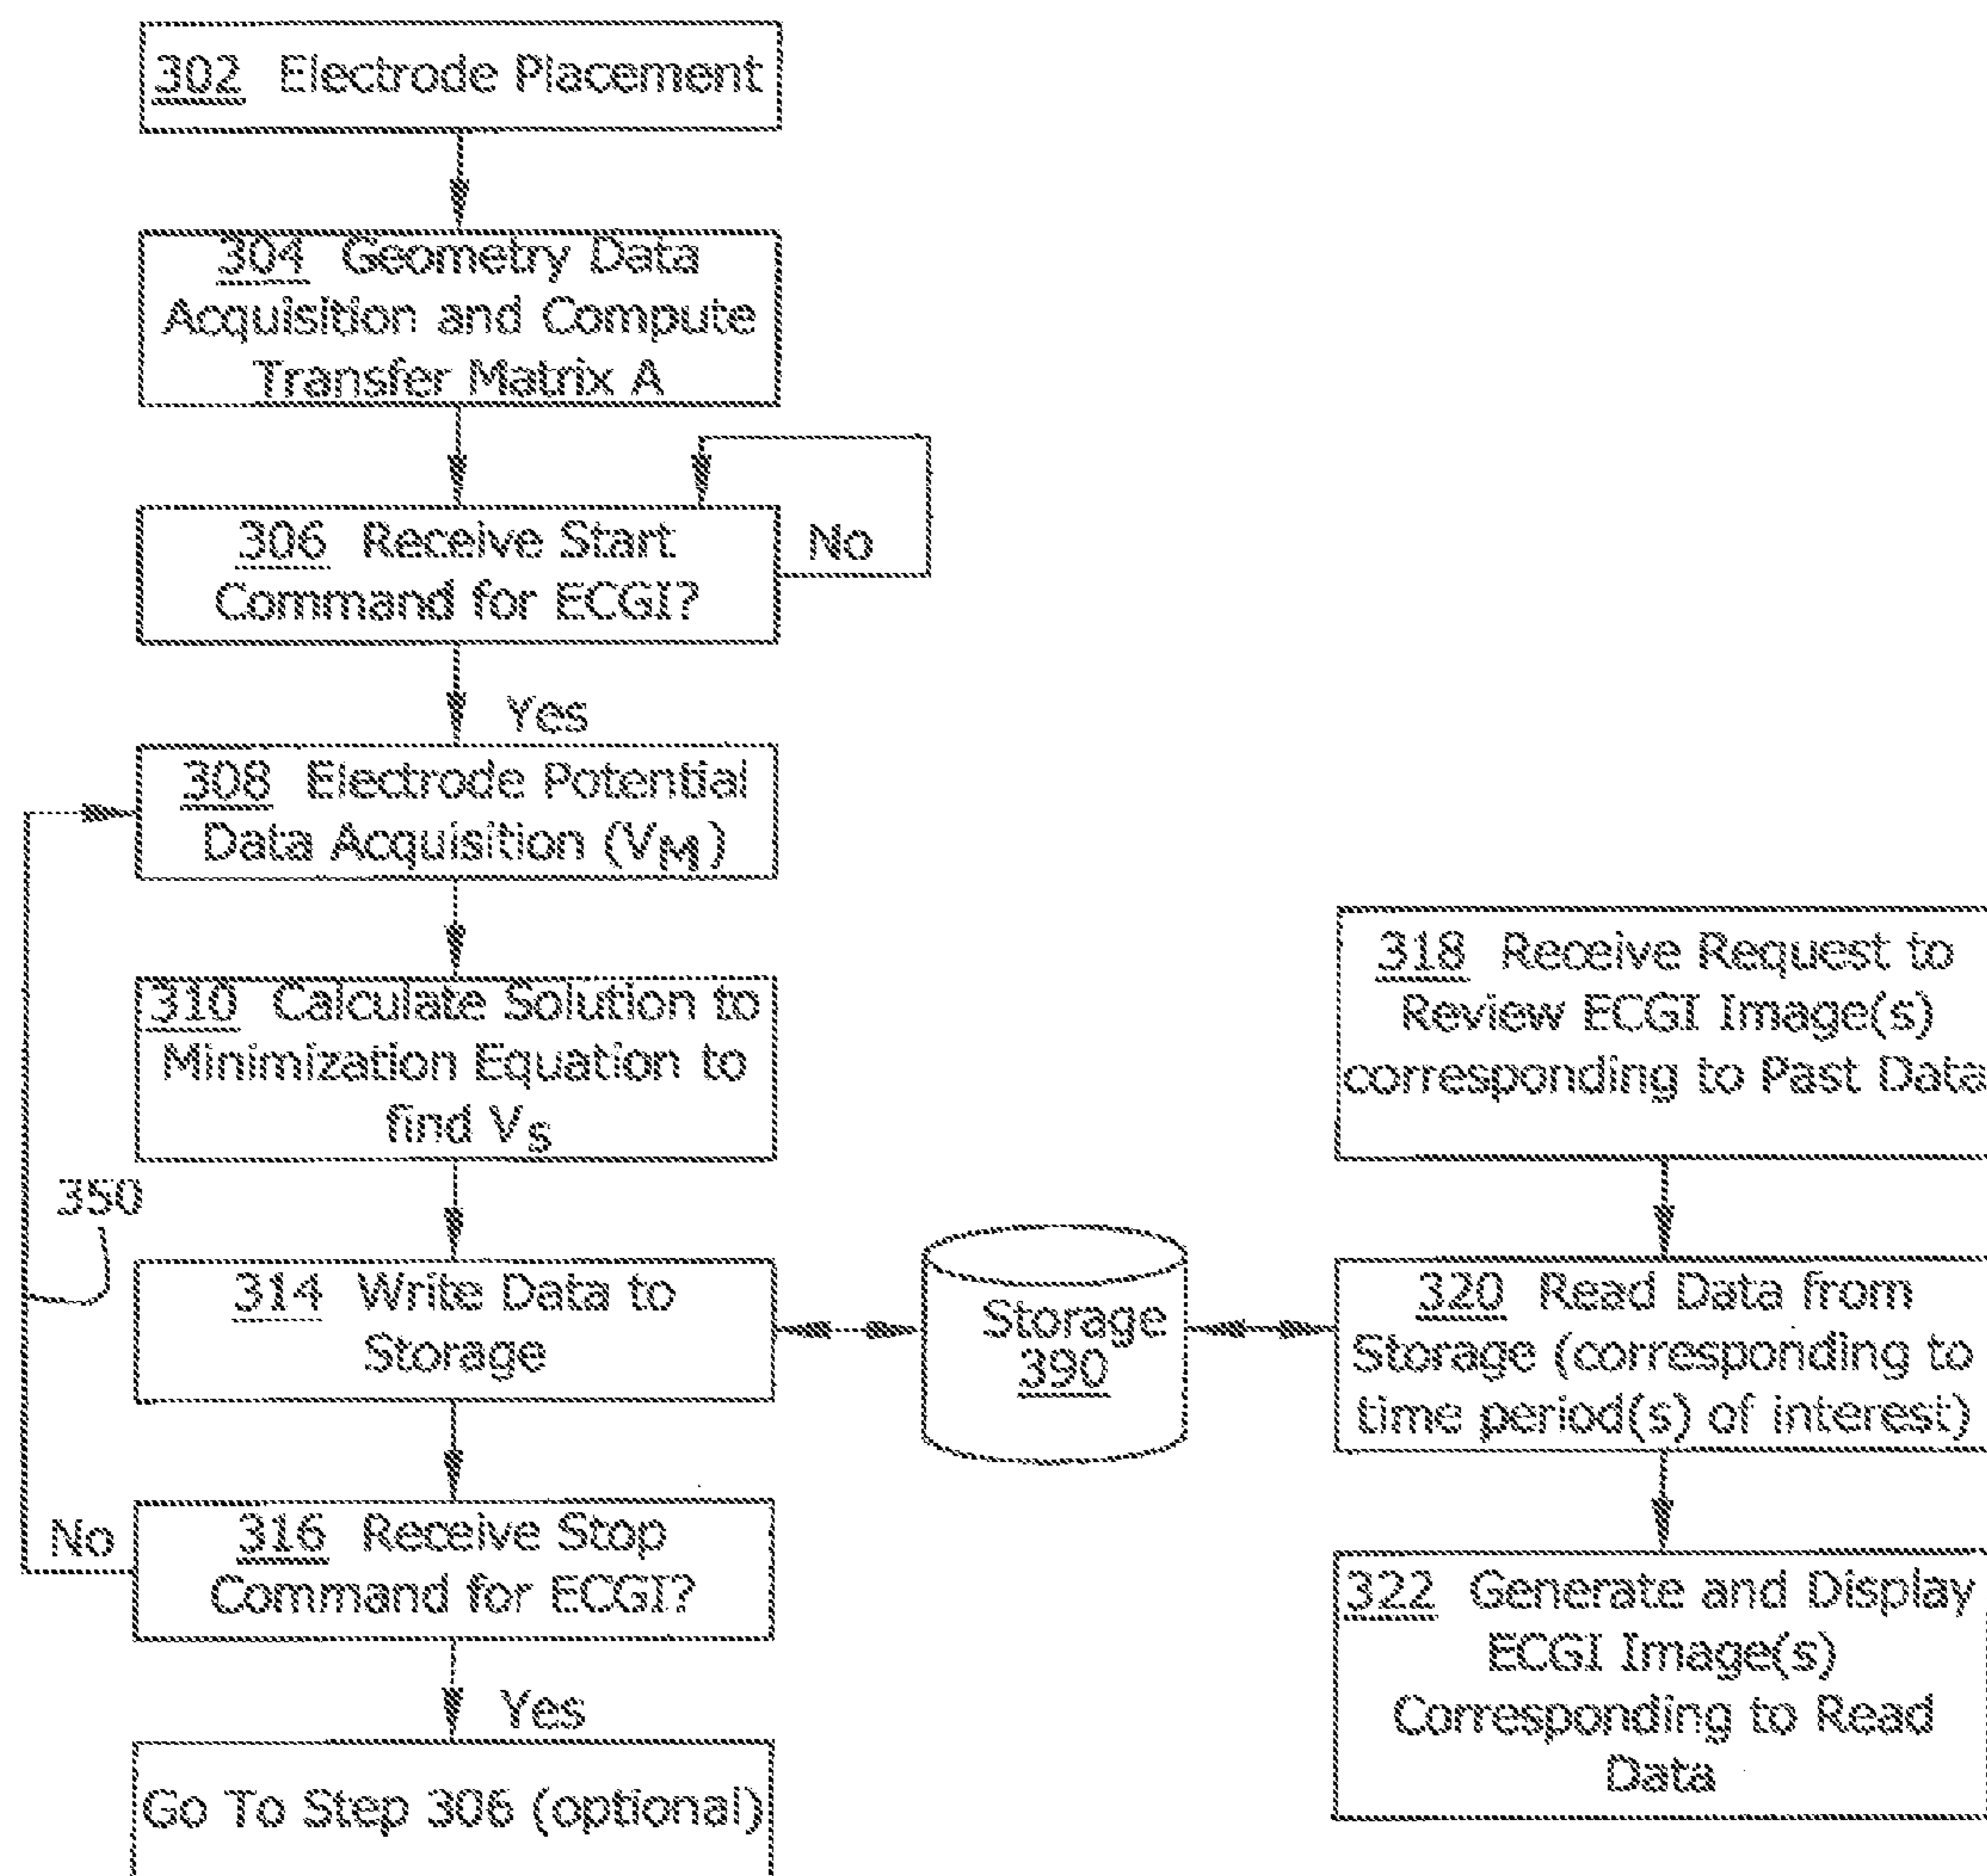 302 Electrode Placement
304 Geometry Data
Acquisition and Compute
Transfer Matrix A
306 Receive Start
Command for ECGI?
No
Yes
308 Electrode Potential
Data Acquisition (VM)
310 Calculate Solution to
Minimization Equation to
find VS
350
314 Write Data to
Storage
316 Receive Stop
Command for ECGI?
No
Yes
Go To Step 306 (optional)
Storage
390
318 Receive Request to
Review ECGI Image(s)
corresponding to Past Data
320 Read Data from
Storage (corresponding to
time period(s) of interest)
322 Generate and Display
ECGI Image(s)
Corresponding to Read
Data